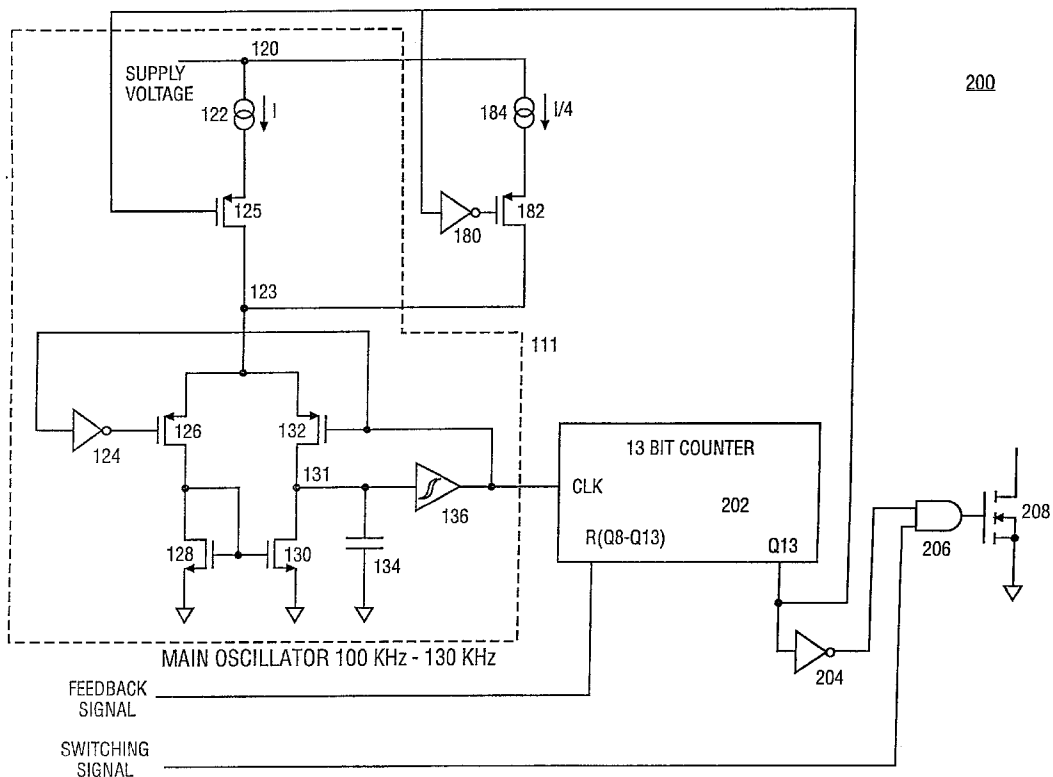 120
SUPPLY
VOLTAGE
200
122
I
184
I/4
125
180
182
123
111
124
126
132
131
136
13 BIT COUNTER
CLK
202
R(Q8-Q13)
Q13
128
130
134
206
208
204
MAIN OSCILLATOR 100 KHz - 130 KHz
FEEDBACK
SIGNAL
SWITCHING
SIGNAL